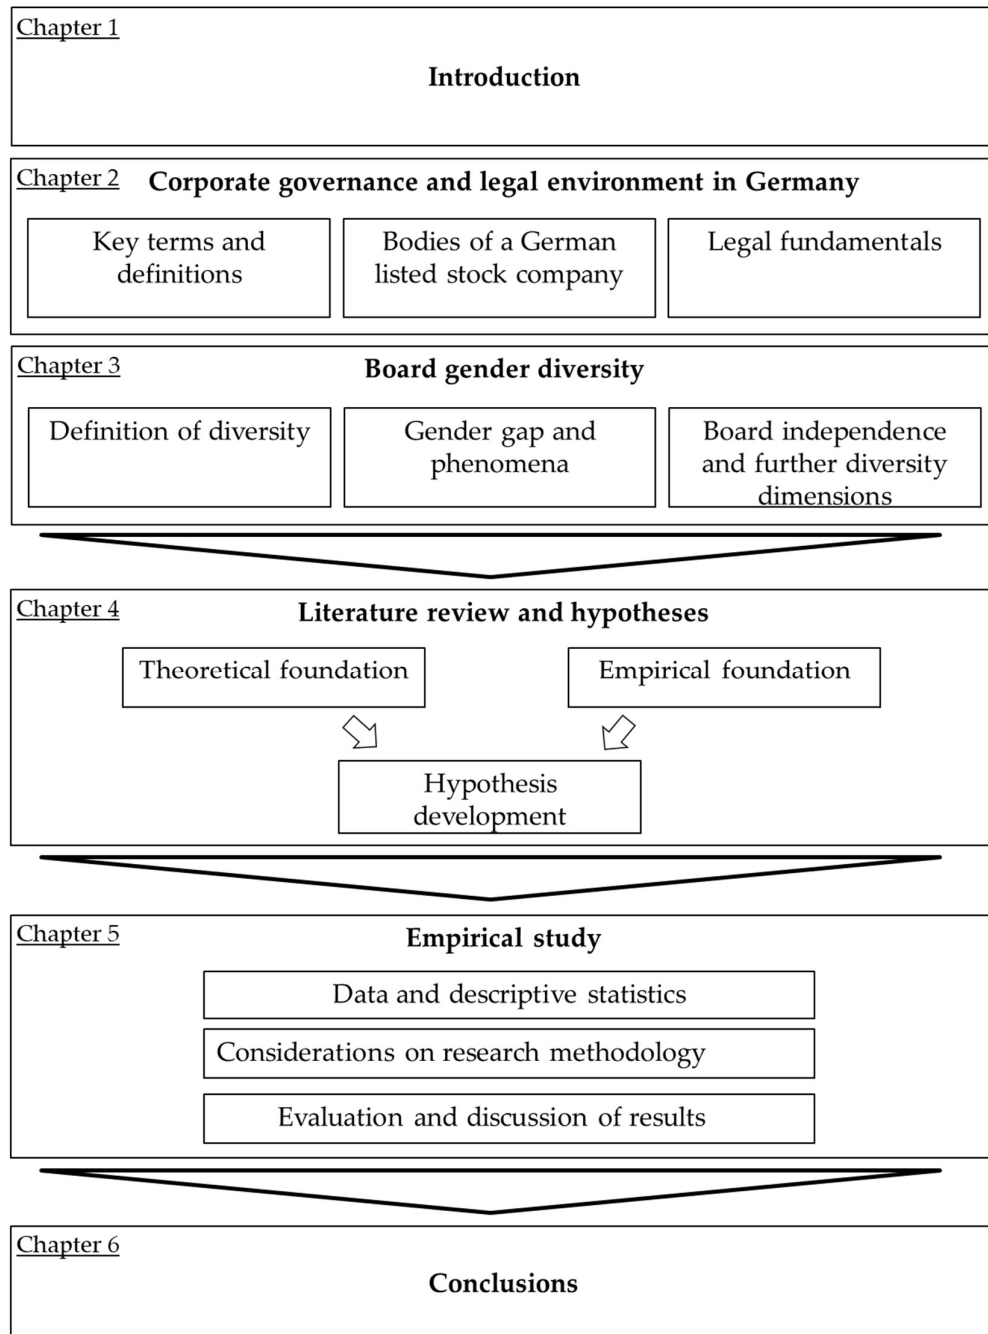 Chapter 1
Introduction
Chapter 2
Corporate governance and legal environment in Germany
Key terms and
definitions
Bodies of a German
listed stock company
Legal fundamentals
Chapter 3
Board gender diversity
Definition of diversity
Gender gap and
phenomena
Board independence
and further diversity
dimensions
Chapter 4
Literature review and hypotheses
Theoretical foundation
Empirical foundation
Hypothesis
development
Chapter 5
Empirical study
Data and descriptive statistics
Considerations on research methodology
Evaluation and discussion of results
Chapter 6
Conclusions